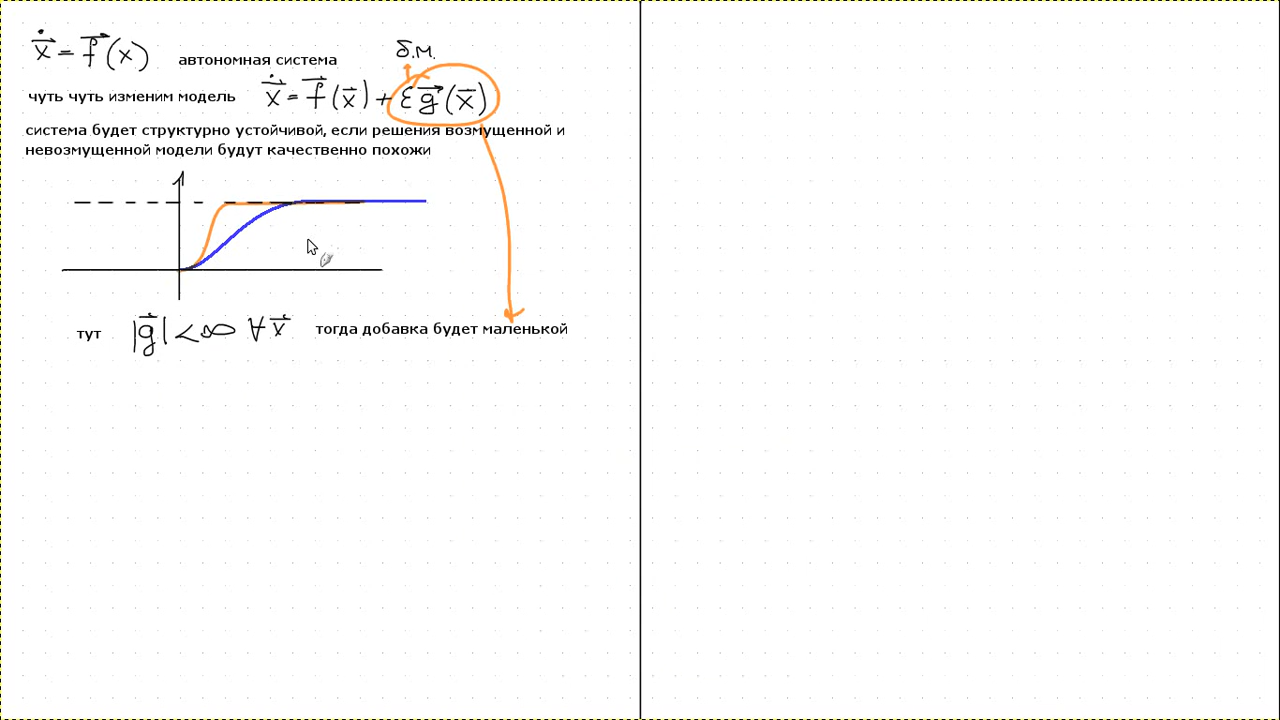 ẋ⃗ = f⃗(x) автономная система
б.м.
чуть чуть изменим модель ẋ⃗ = f⃗(x⃗) + εg⃗(x⃗)
система будет структурно устойчивой, если решения возмущенной и
невозмущенной модели будут качественно похожи
тут |g⃗| < ∞ ∀x⃗ тогда добавка будет маленькой